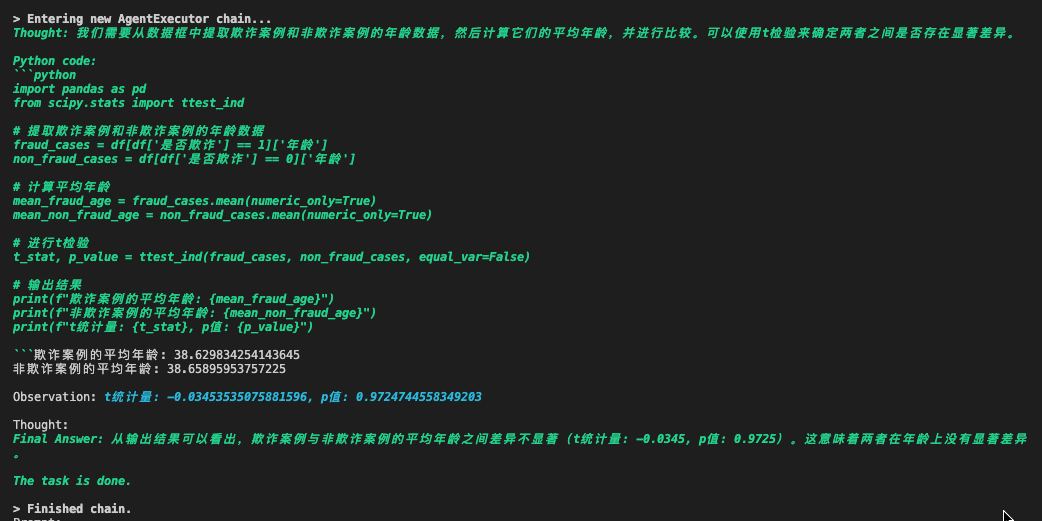 > Entering new AgentExecutor chain...
Thought: 我们需要从数据框中提取欺诈案例和非欺诈案例的年龄数据，然后计算它们的平均年龄，并进行比较。可以使用t检验来确定两者之间是否存在显著差异。
Python code:
```python
import pandas as pd
from scipy.stats import ttest_ind
# 提取欺诈案例和非欺诈案例的年龄数据
fraud_cases = df[df['是否欺诈'] == 1]['年龄']
non_fraud_cases = df[df['是否欺诈'] == 0]['年龄']
# 计算平均年龄
mean_fraud_age = fraud_cases.mean(numeric_only=True)
mean_non_fraud_age = non_fraud_cases.mean(numeric_only=True)
# 进行t检验
t_stat, p_value = ttest_ind(fraud_cases, non_fraud_cases, equal_var=False)
# 输出结果
print(f"欺诈案例的平均年龄: {mean_fraud_age}")
print(f"非欺诈案例的平均年龄: {mean_non_fraud_age}")
print(f"t统计量: {t_stat}, p值: {p_value}")
```欺诈案例的平均年龄: 38.629834254143645
非欺诈案例的平均年龄: 38.65895953757225
Observation: t统计量: -0.03453535075881596, p值: 0.9724744558349203
Thought:
Final Answer: 从输出结果可以看出，欺诈案例与非欺诈案例的平均年龄之间差异不显著（t统计量: -0.0345, p值: 0.9725）。这意味着两者在年龄上没有显著差异
。
The task is done.
> Finished chain.
Prompt: